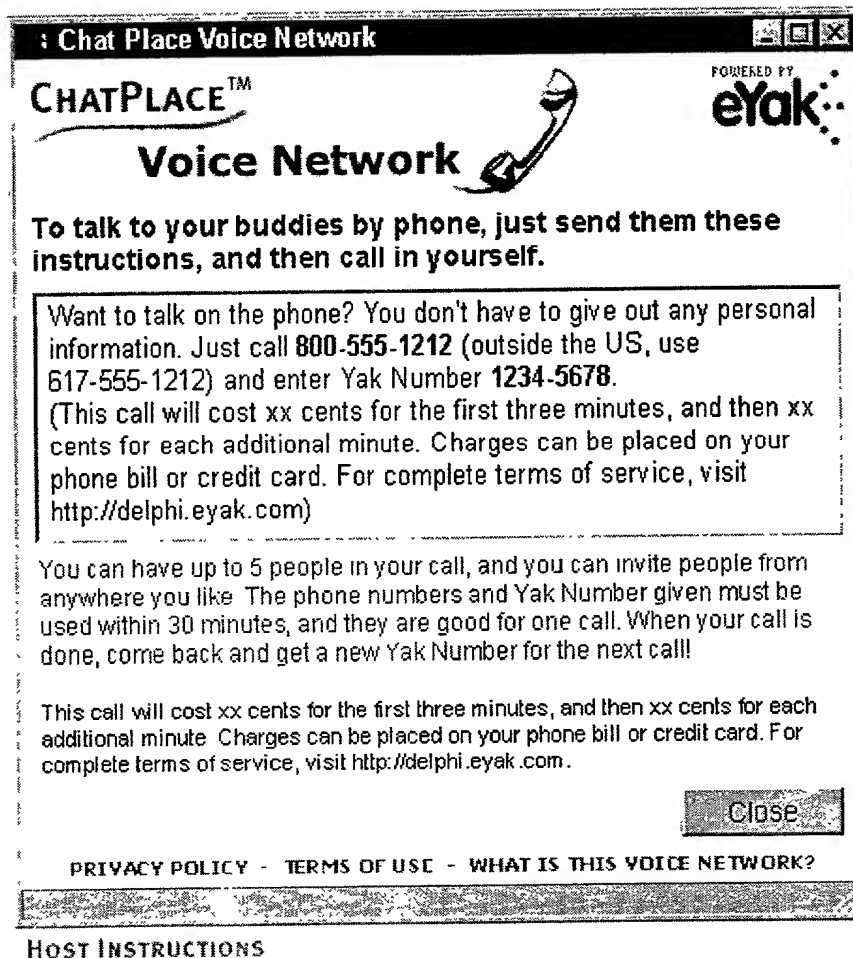 : Chat Place Voice Network
CHATPLACE™
POWERED BY
eYak
Voice Network
To talk to your buddies by phone, just send them these
instructions, and then call in yourself.
Want to talk on the phone? You don't have to give out any personal
information. Just call 800-555-1212 (outside the US, use
617-555-1212) and enter Yak Number 1234-5678.
(This call will cost xx cents for the first three minutes, and then xx
cents for each additional minute. Charges can be placed on your
phone bill or credit card. For complete terms of service, visit
http://delphi.eyak.com)
You can have up to 5 people in your call, and you can invite people from
anywhere you like The phone numbers and Yak Number given must be
used within 30 minutes, and they are good for one call. When your call is
done, come back and get a new Yak Number for the next call!
This call will cost xx cents for the first three minutes, and then xx cents for each
additional minute Charges can be placed on your phone bill or credit card. For
complete terms of service, visit http://delphi.eyak.com.
Close
PRIVACY POLICY - TERMS OF USE - WHAT IS THIS VOICE NETWORK?
HOST INSTRUCTIONS